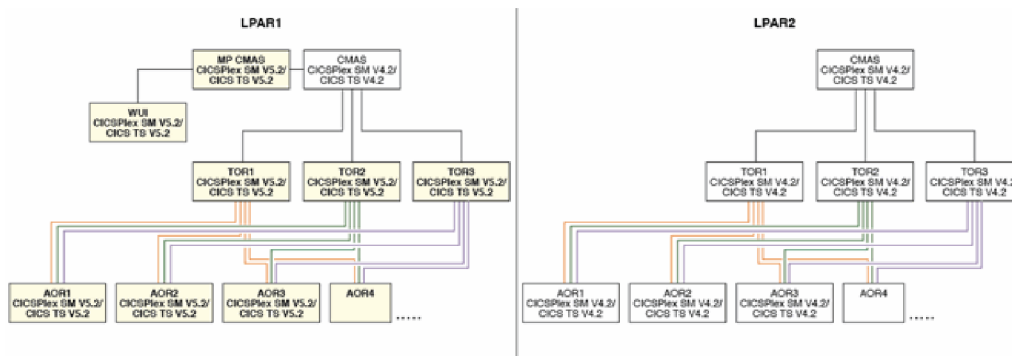 LPAR1
MP CMAS
CICSPlex SM V5.2/
CICS TS V5.2
CMAS
CICSPlex SM V4.2/
CICS TS V4.2
WUI
CICSPlex SM V5.2/
CICS TS V5.2
TOR1
CICSPlex SM V5.2/
CICS TS V5.2
TOR2
CICSPlex SM V5.2/
CICS TS V5.2
TOR3
CICSPlex SM V5.2/
CICS TS V5.2
AOR1
CICSPlex SM V5.2/
CICS TS V5.2
AOR2
CICSPlex SM V5.2/
CICS TS V5.2
AOR3
CICSPlex SM V5.2/
CICS TS V5.2
AOR4
.....
LPAR2
CMAS
CICSPlex SM V4.2/
CICS TS V4.2
TOR1
CICSPlex SM V4.2/
CICS TS V4.2
TOR2
CICSPlex SM V4.2/
CICS TS V4.2
TOR3
CICSPlex SM V4.2/
CICS TS V4.2
AOR1
CICSPlex SM V4.2/
CICS TS V4.2
AOR2
CICSPlex SM V4.2/
CICS TS V4.2
AOR3
CICSPlex SM V4.2/
CICS TS V4.2
AOR4
.....